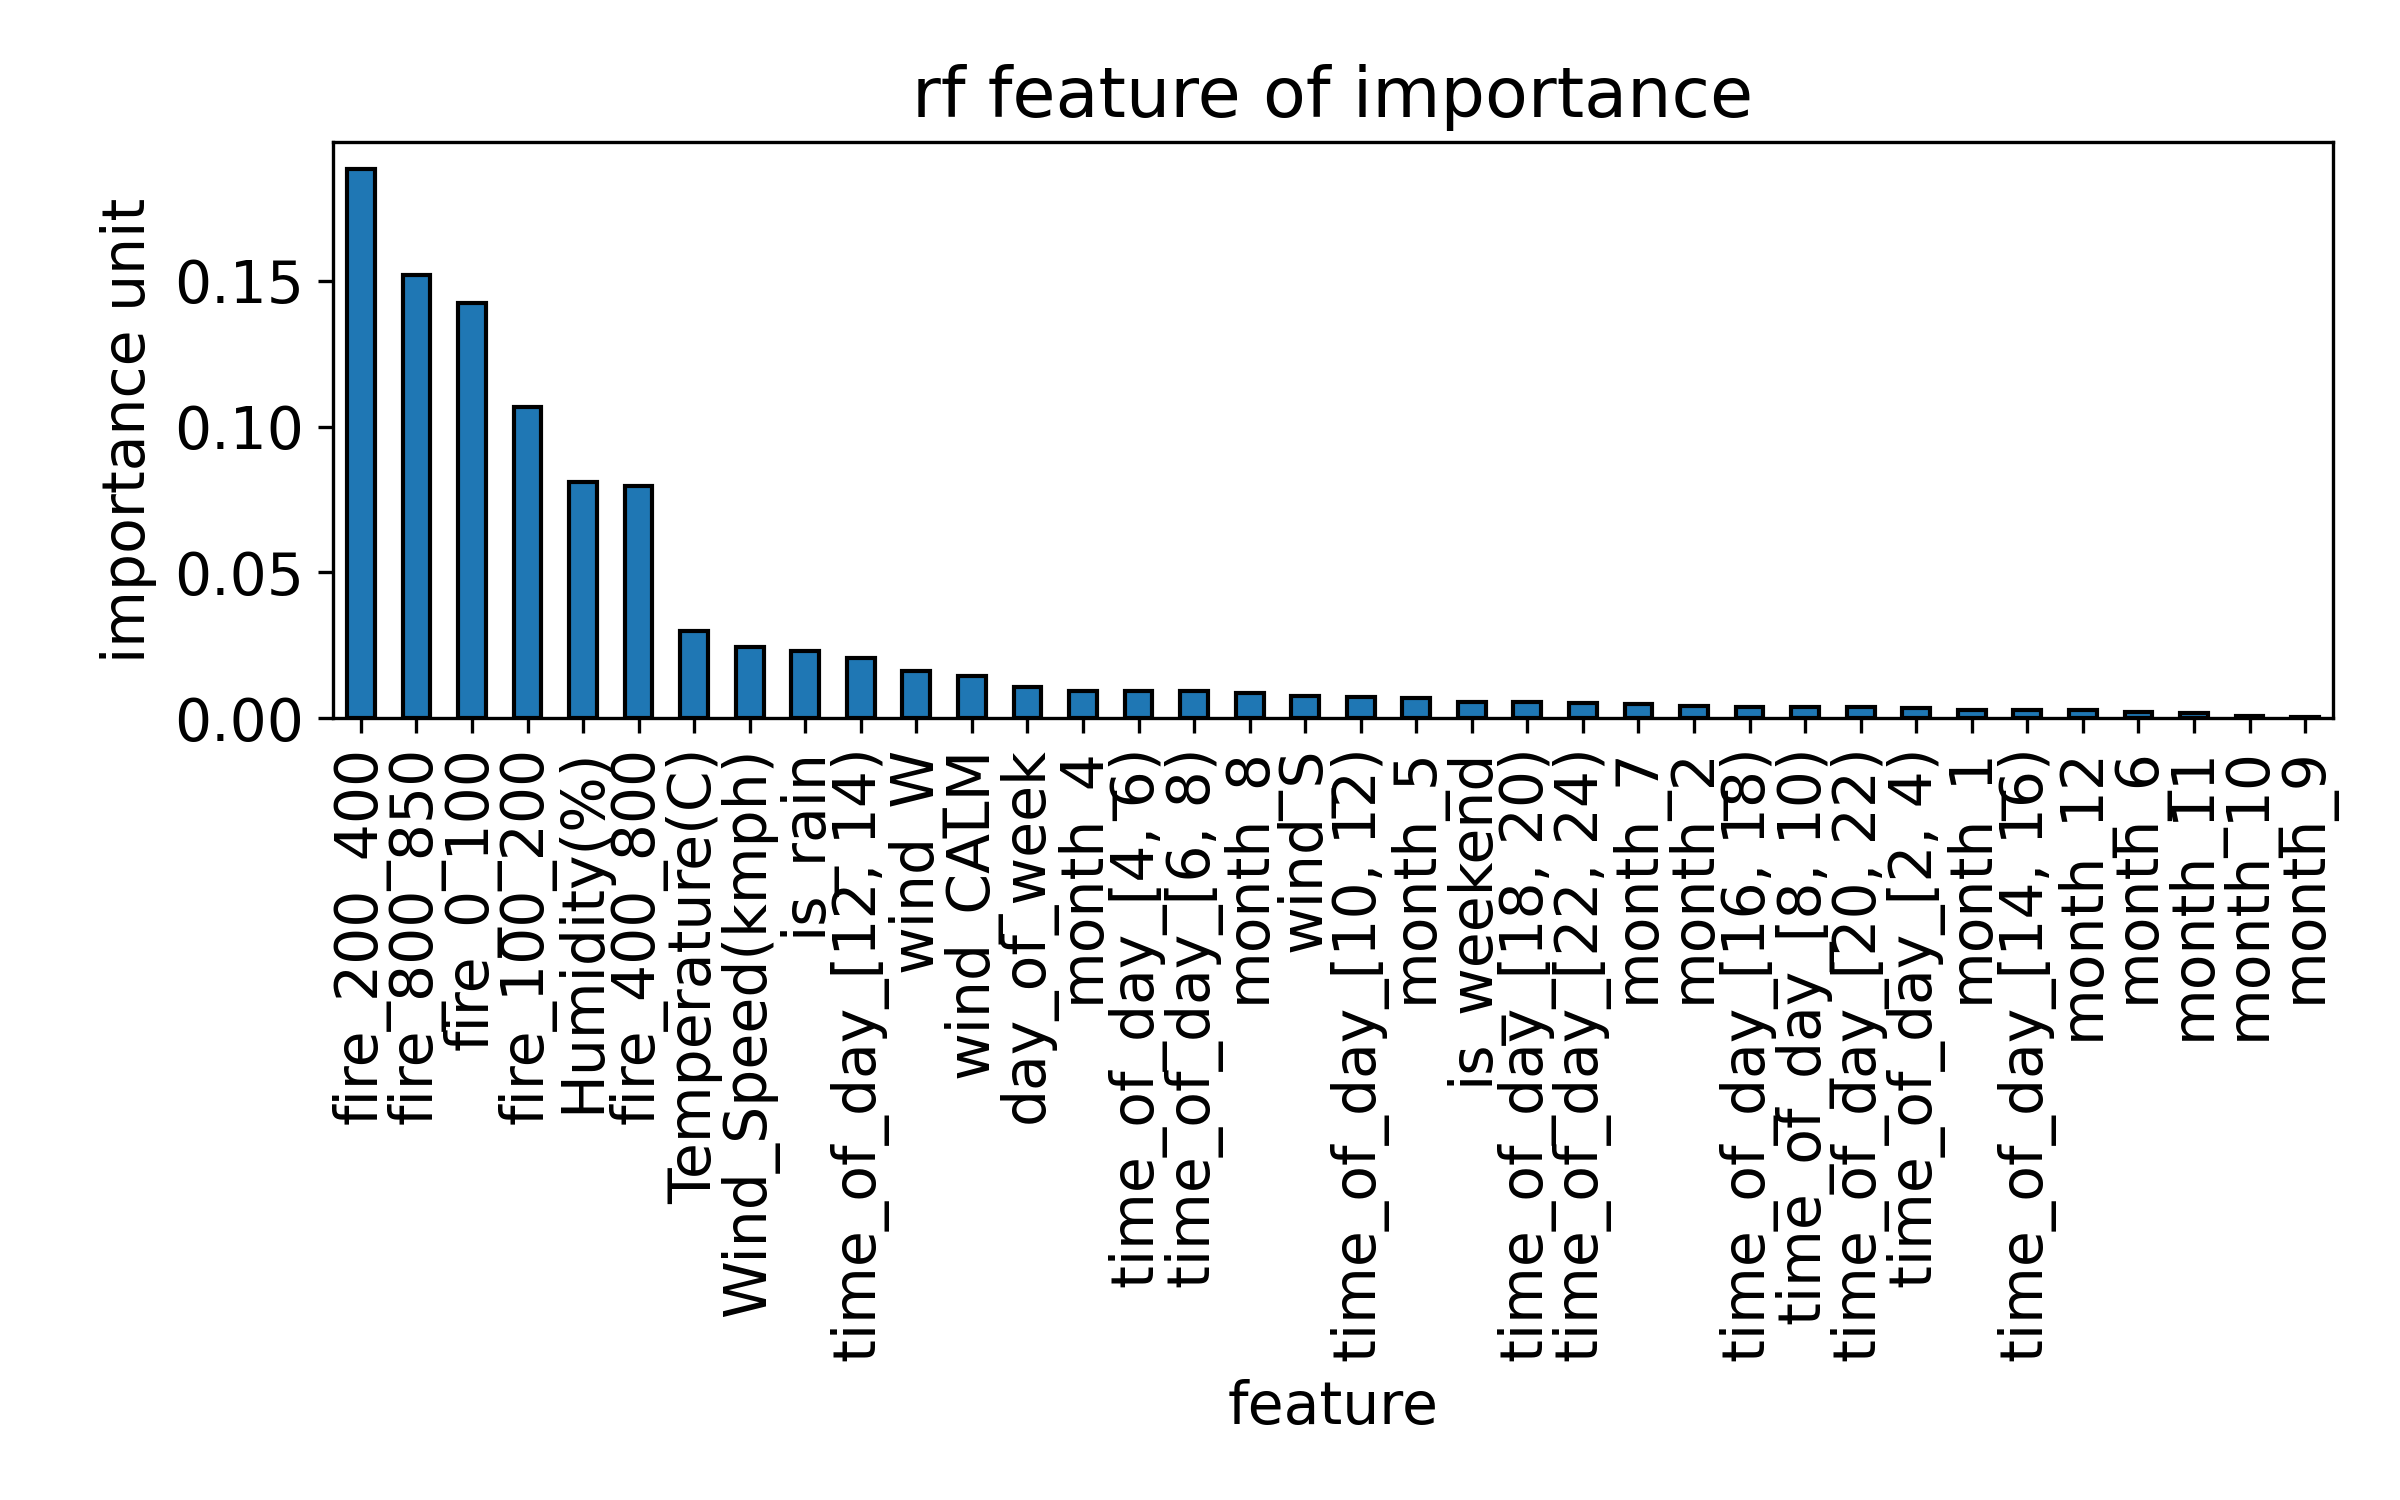 rf feature of importance
importance unit
0.15
0.10
0.05
0.00
fire_200_400
fire_800_850
fire_0_100
fire_100_200
Humidity(%)
fire_400_800
Temperature(C)
Wind_Speed(kmph)
is_rain
time_of_day_[12, 14)
wind_W
wind_CALM
day_of_week
month_4
time_of_day_[4, 6)
time_of_day_[6, 8)
month_8
wind_S
time_of_day_[10, 12)
month_5
is_weekend
time_of_day_[18, 20)
time_of_day_[22, 24)
month_7
month_2
time_of_day_[16, 18)
time_of_day_[8, 10)
time_of_day_[20, 22)
time_of_day_[2, 4)
month_1
time_of_day_[14, 16)
month_12
month_6
month_11
month_10
month_9
feature